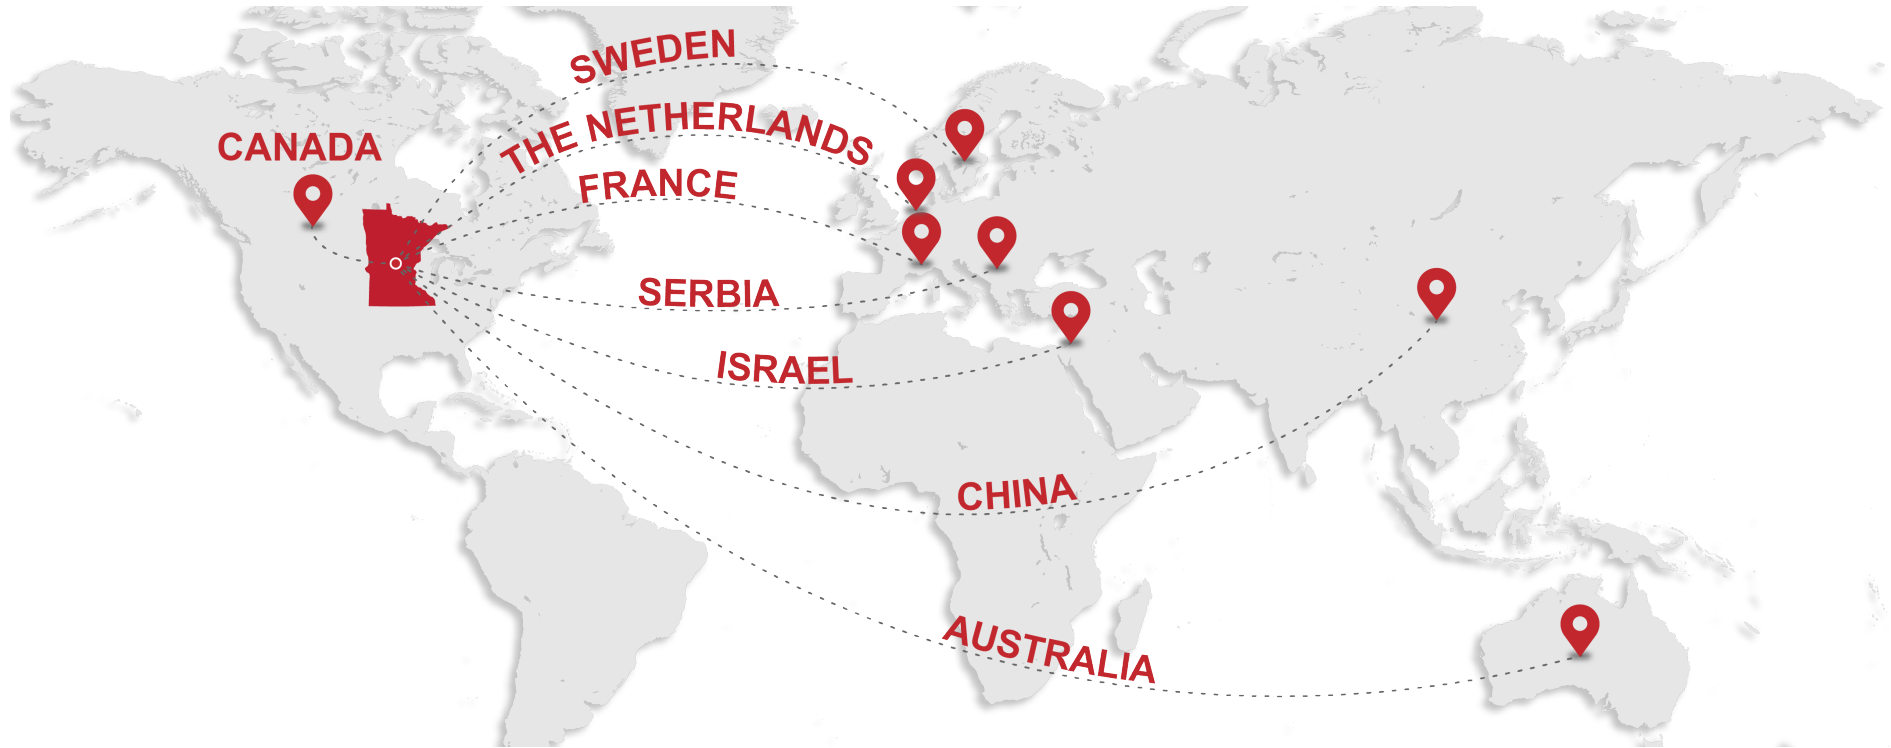 SWEDEN
THE NETHERLANDS
CANADA
FRANCE
SERBIA
ISRAEL
CHINA
AUSTRALIA